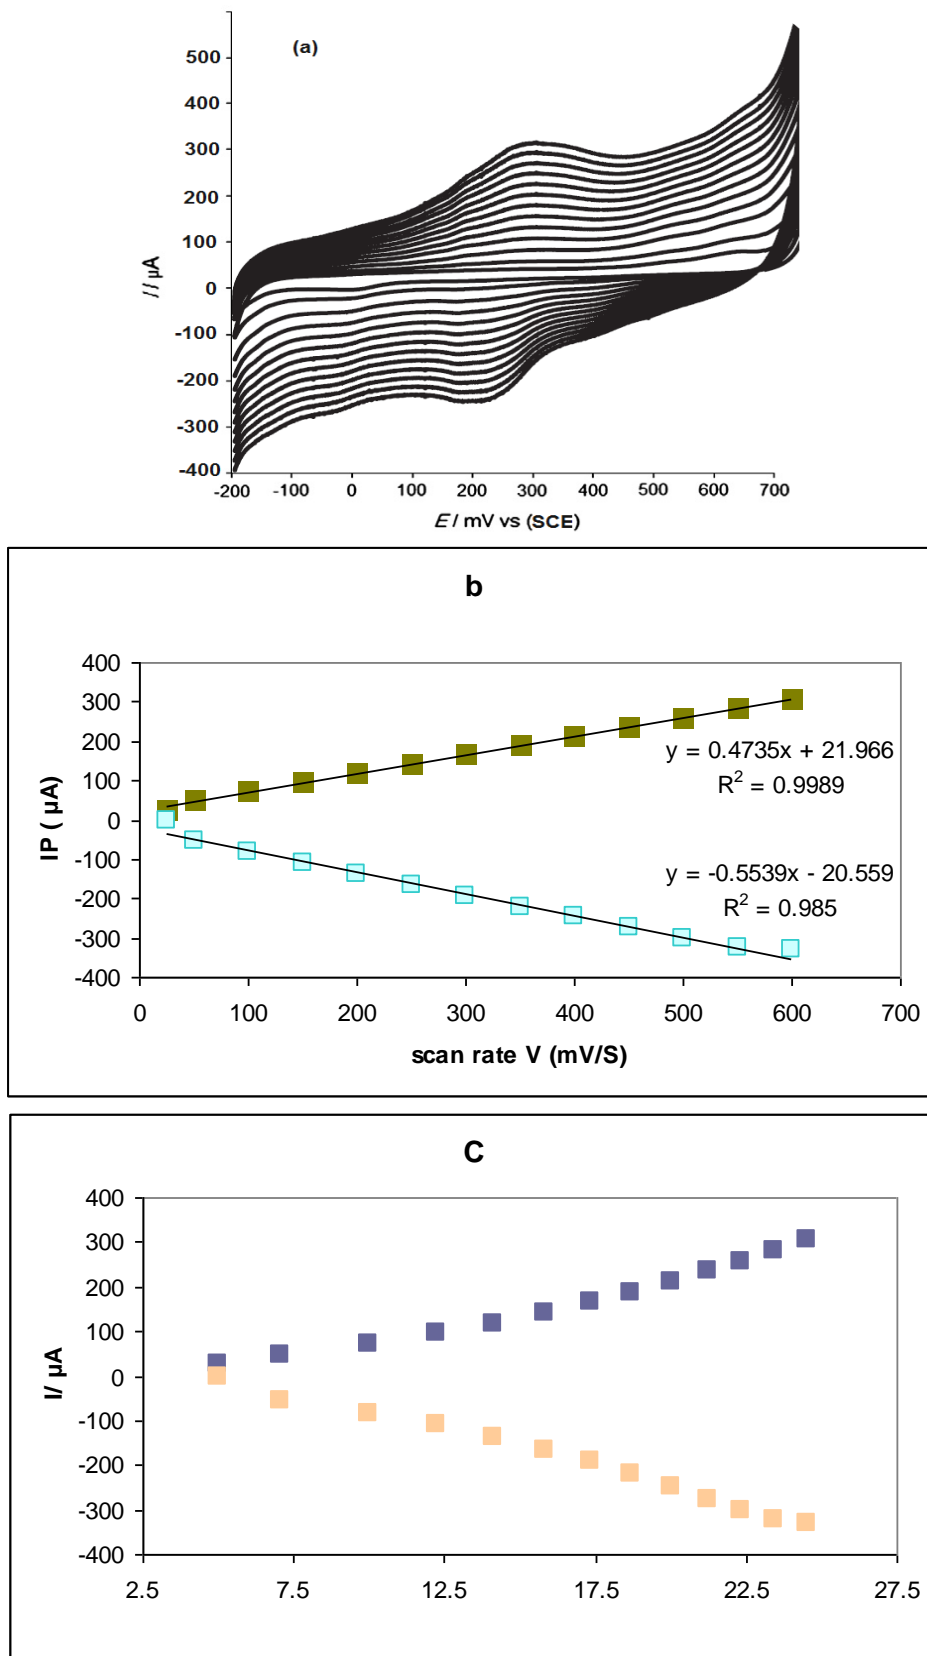 (a)
500
400
300
200
100
0
-100
-200
-300
-400
I / µA
-200 -100 0 100 200 300 400 500 600 700
E / mV vs (SCE)
b
400
300
200
100
0
-100
-200
-300
-400
IP ( µA)
y = 0.4735x + 21.966
R² = 0.9989
y = -0.5539x - 20.559
R² = 0.985
0 100 200 300 400 500 600 700
scan rate V (mV/S)
C
400
300
200
100
0
-100
-200
-300
-400
I/ µA
2.5 7.5 12.5 17.5 22.5 27.5